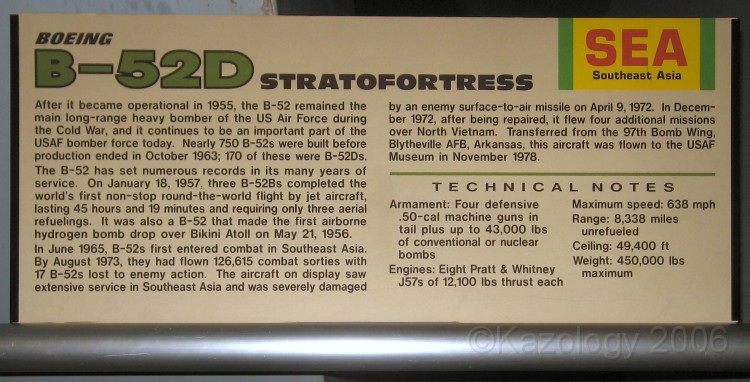 BOEING
B-52D STRATOFORTRESS
SEA
Southeast Asia
After it became operational in 1955, the B-52 remained the
main long-range heavy bomber of the US Air Force during
the Cold War, and it continues to be an important part of the
USAF bomber force today. Nearly 750 B-52s were built before
production ended in October 1963; 170 of these were B-52Ds.
The B-52 has set numerous records in its many years of
service. On January 18, 1957, three B-52Bs completed the
world's first non-stop round-the-world flight by jet aircraft,
lasting 45 hours and 19 minutes and requiring only three aerial
refuelings. It was also a B-52 that made the first airborne
hydrogen bomb drop over Bikini Atoll on May 21, 1956.
In June 1965, B-52s first entered combat in Southeast Asia.
By August 1973, they had flown 126,615 combat sorties with
17 B-52s lost to enemy action. The aircraft on display saw
extensive service in Southeast Asia and was severely damaged
by an enemy surface-to-air missile on April 9, 1972. In Decem-
ber 1972, after being repaired, it flew four additional missions
over North Vietnam. Transferred from the 97th Bomb Wing,
Blytheville AFB, Arkansas, this aircraft was flown to the USAF
Museum in November 1978.
TECHNICAL NOTES
Armament: Four defensive
.50-cal machine guns in
tail plus up to 43,000 lbs
of conventional or nuclear
bombs
Engines: Eight Pratt & Whitney
J57s of 12,100 lbs thrust each
Maximum speed: 638 mph
Range: 8,338 miles
unrefueled
Ceiling: 49,400 ft
Weight: 450,000 lbs
maximum
©Kazology 2006